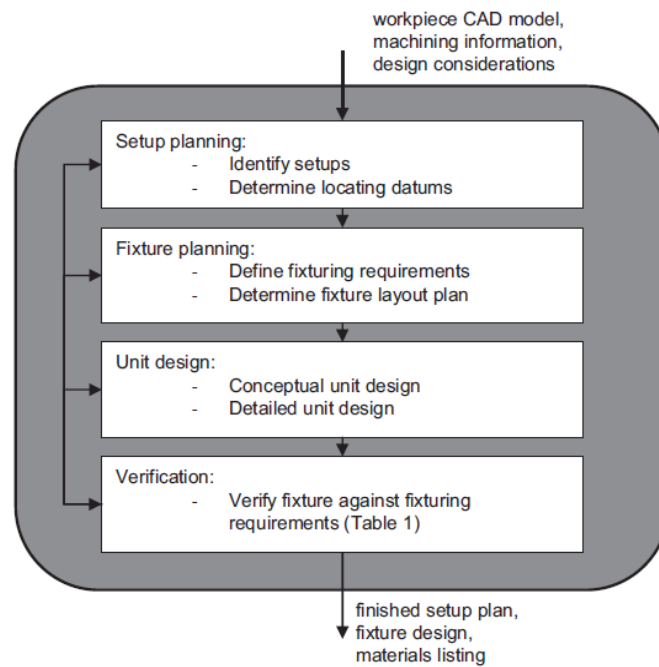 workpiece CAD model,
machining information,
design considerations
Setup planning:
- Identify setups
- Determine locating datums
Fixture planning:
- Define fixturing requirements
- Determine fixture layout plan
Unit design:
- Conceptual unit design
- Detailed unit design
Verification:
- Verify fixture against fixturing
requirements (Table 1)
finished setup plan,
fixture design,
materials listing